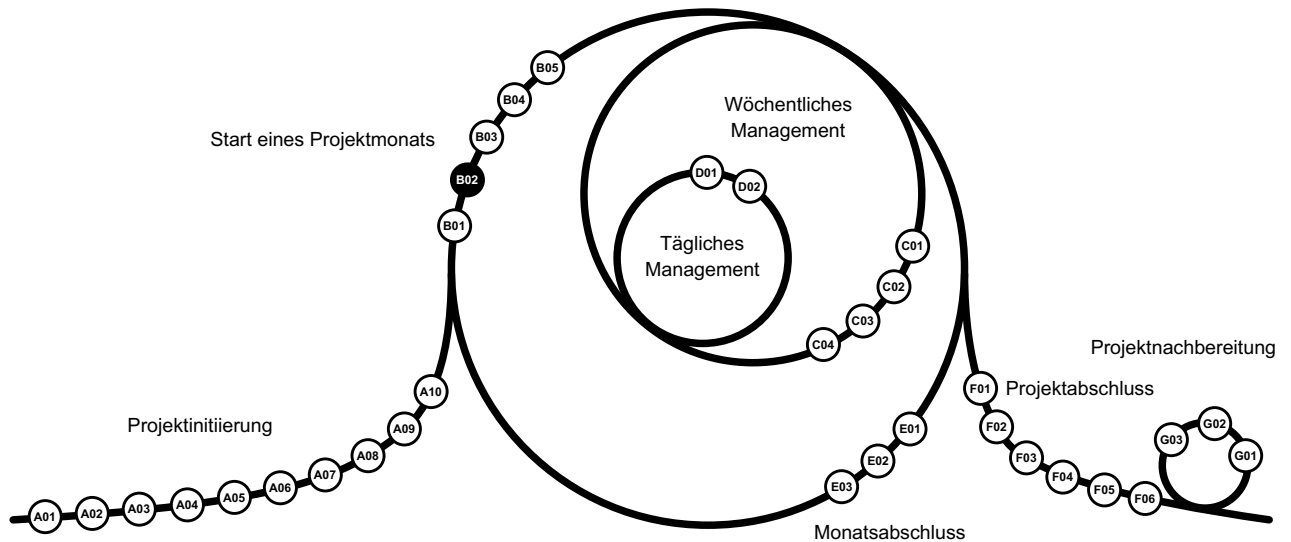 B05
B04
Wöchentliches
Management
Start eines Projektmonats
B03
B02
D01
D02
B01
Tägliches
Management
C01
C02
C03
C04
Projektnachbereitung
A10
F01
Projektabschluss
Projektinitiierung
A09
E01
F02
G03
G02
G01
A08
E02
F03
A07
A06
E03
F04
A05
F05
A04
F06
A03
A02
A01
Monatsabschluss